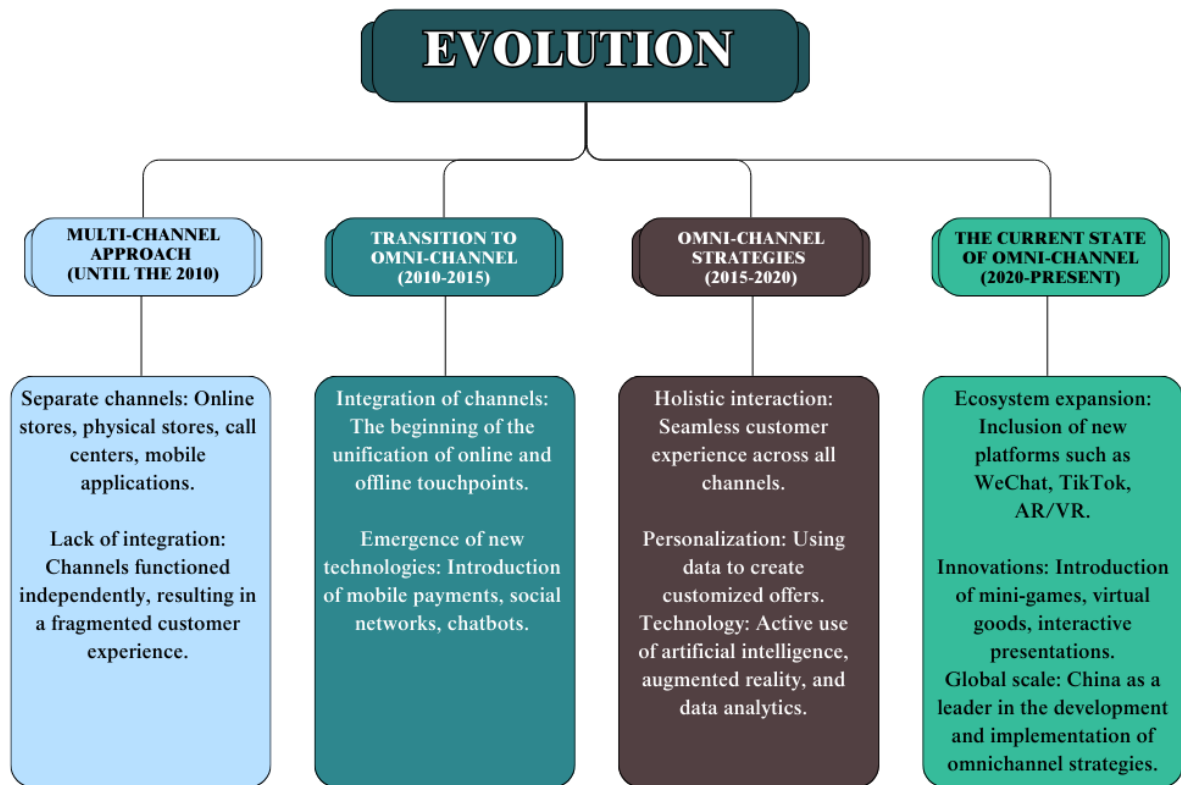 EVOLUTION
MULTI-CHANNEL
APPROACH
(UNTIL THE 2010)
Separate channels: Online
stores, physical stores, call
centers, mobile
applications.
Lack of integration:
Channels functioned
independently, resulting in
a fragmented customer
experience.
TRANSITION TO
OMNI-CHANNEL
(2010-2015)
Integration of channels:
The beginning of the
unification of online and
offline touchpoints.
Emergence of new
technologies: Introduction
of mobile payments, social
networks, chatbots.
OMNI-CHANNEL
STRATEGIES
(2015-2020)
Holistic interaction:
Seamless customer
experience across all
channels.
Personalization: Using
data to create
customized offers.
Technology: Active use
of artificial intelligence,
augmented reality, and
data analytics.
THE CURRENT STATE
OF OMNI-CHANNEL
(2020-PRESENT)
Ecosystem expansion:
Inclusion of new
platforms such as
WeChat, TikTok,
AR/VR.
Innovations: Introduction
of mini-games, virtual
goods, interactive
presentations.
Global scale: China as a
leader in the development
and implementation of
omnichannel strategies.